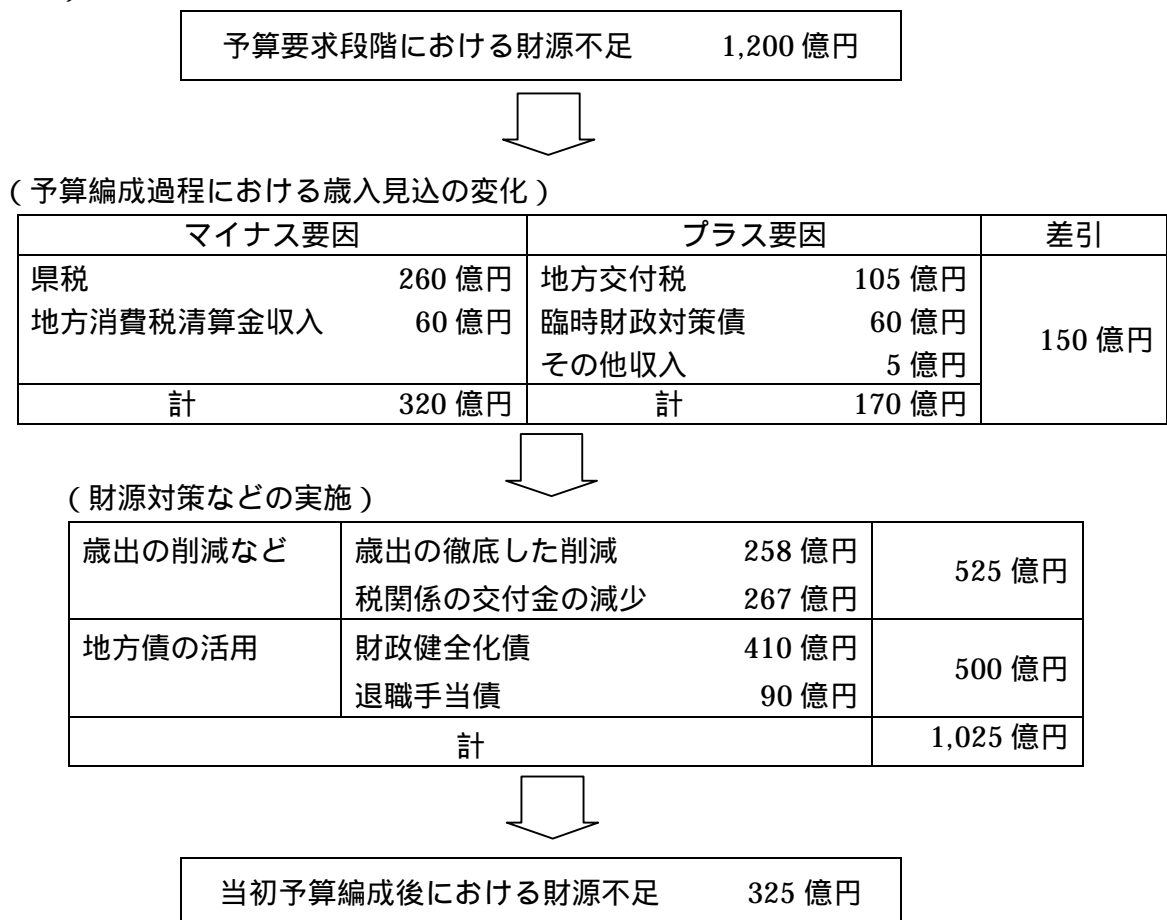 予算要求段階における財源不足 1,200 億円
( 予算編成過程における歳入見込の変化 )
マイナス要因 プラス要因 差引
県税 260 億円 地方交付税 105 億円
地方消費税清算金収入 60 億円 臨時財政対策債 60 億円
150 億円
その他収入 5 億円
計 320 億円 計 170 億円
( 財源対策などの実施 )
歳出の削減など 歳出の徹底した削減 258 億円
525 億円
税関係の交付金の減少 267 億円
地方債の活用 財政健全化債 410 億円
500 億円
退職手当債 90 億円
計 1,025 億円
当初予算編成後における財源不足 325 億円